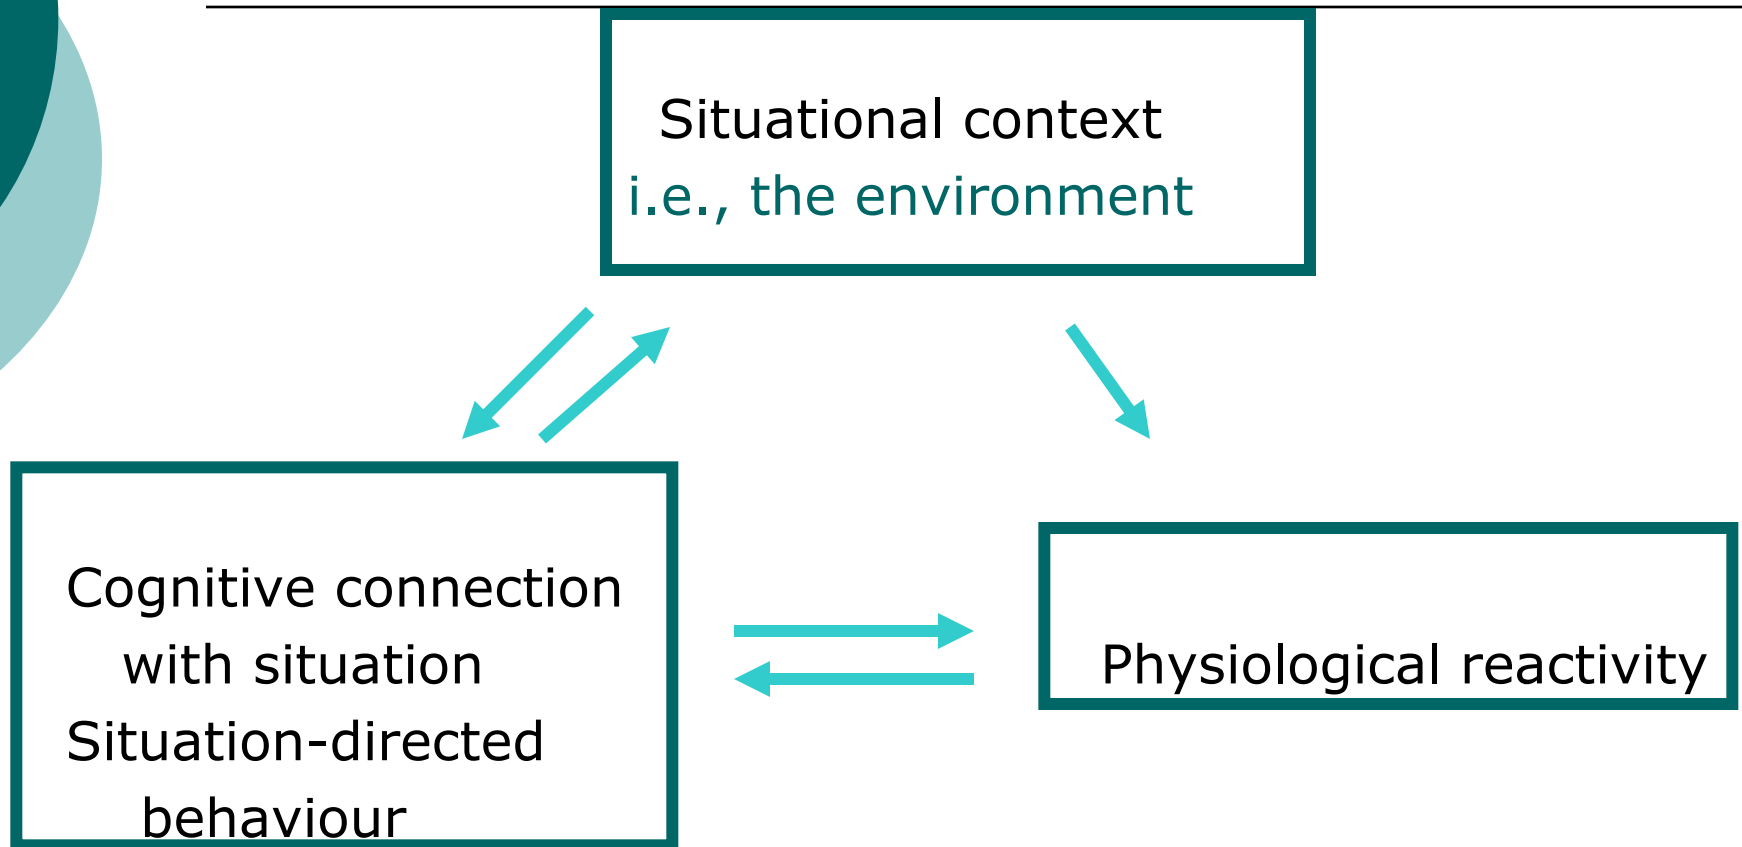 Situational context
i.e., the environment
Cognitive connection
with situation
Situation-directed
behaviour
Physiological reactivity